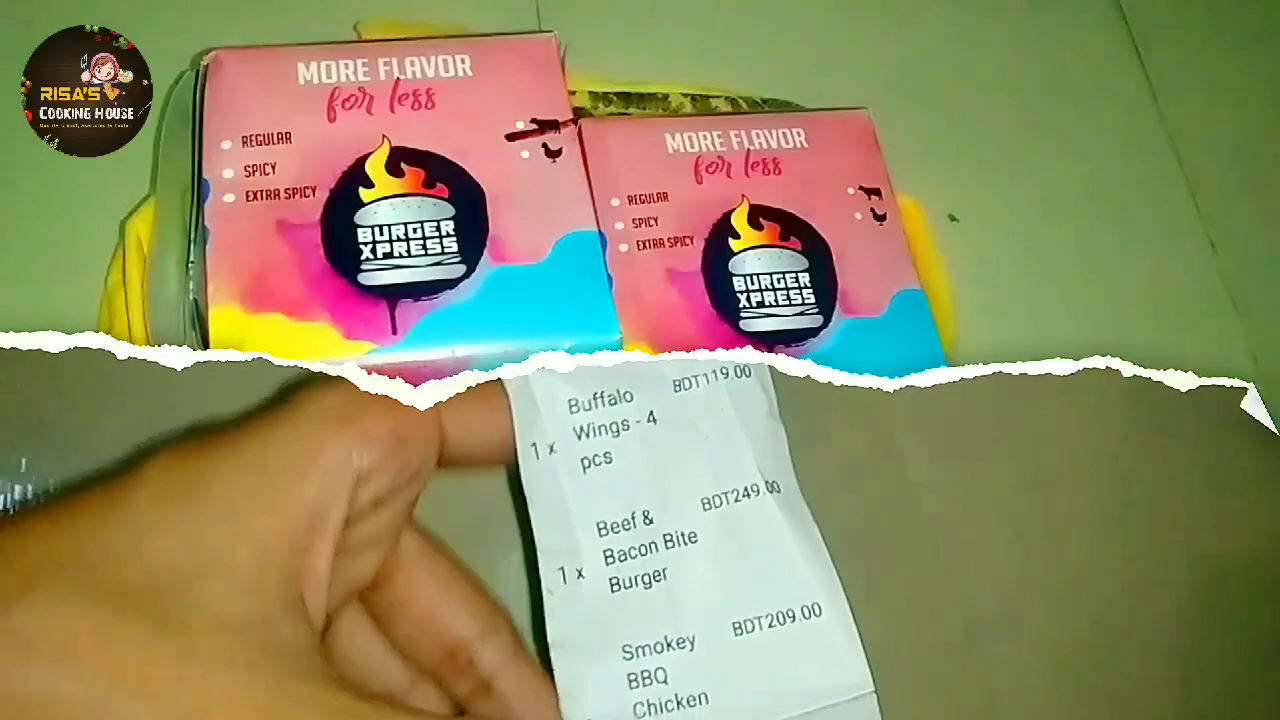 RISA'S
COOKING HOUSE
MORE FLAVOR
for less
REGULAR
SPICY
EXTRA SPICY
BURGER
XPRESS
MORE FLAVOR
for less
REGULAR
SPICY
EXTRA SPICY
BURGER
XPRESS
Buffalo BDT119.00
Wings - 4
1 x
pcs
Beef & BDT249.00
Bacon Bite
1 x
Burger
Smokey BDT209.00
BBQ
Chicken